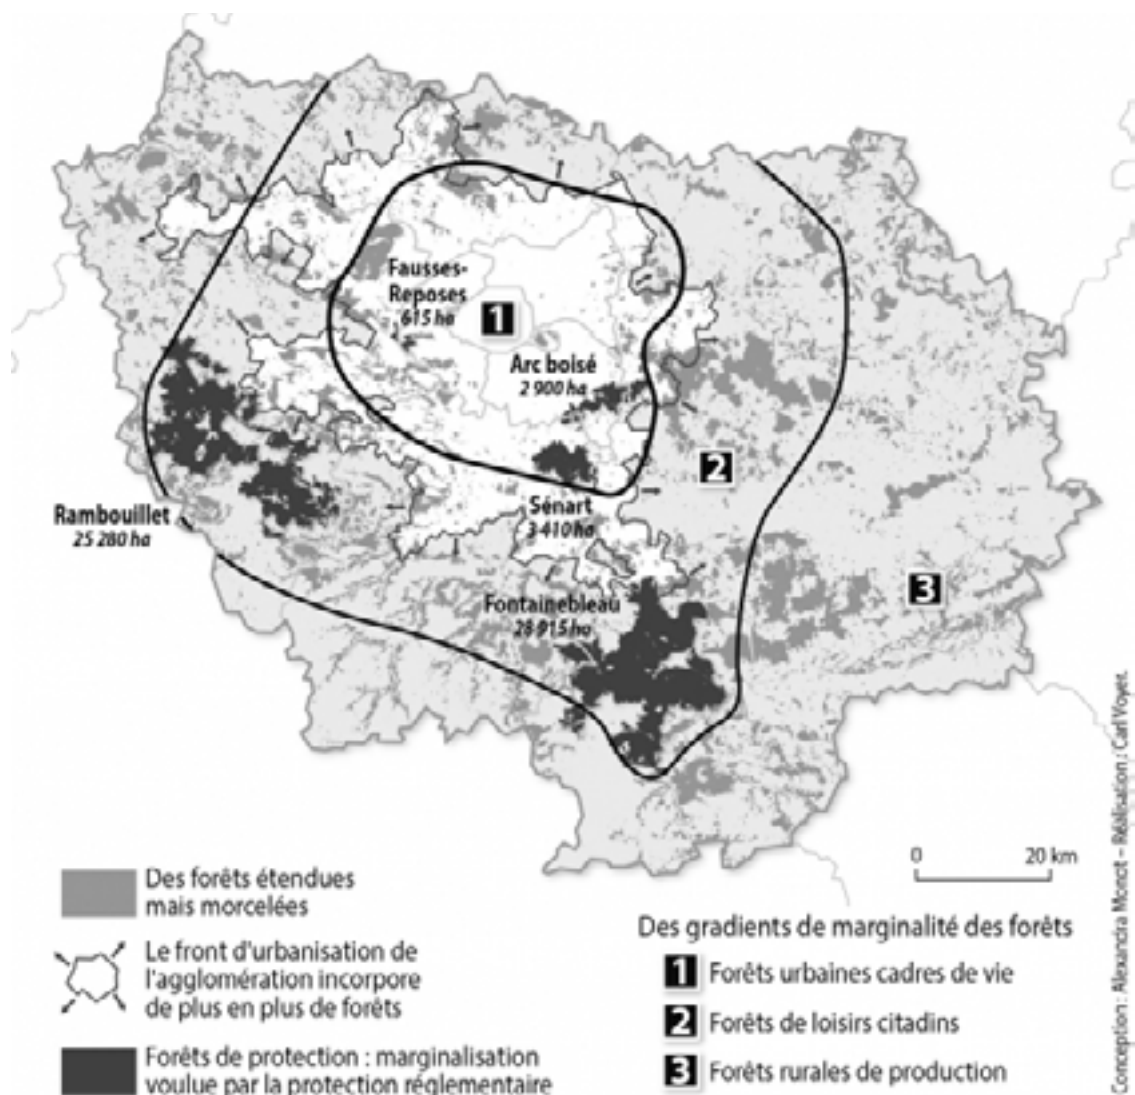 Fausses-
Reposes
615 ha
1
Arc boisé
2 900 ha
2
Rambouillet
25 280 ha
Sénart
3 410 ha
3
Fontainebleau
28 915 ha
0 20 km
Des forêts étendues
mais morcelées
Le front d'urbanisation de
l'agglomération incorpore
de plus en plus de forêts
Forêts de protection : marginalisation
voulue par la protection réglementaire
Des gradients de marginalité des forêts
1 Forêts urbaines cadres de vie
2 Forêts de loisirs citadins
3 Forêts rurales de production
Conception : Alexandra Monot – Réalisation : Carl Voyer.